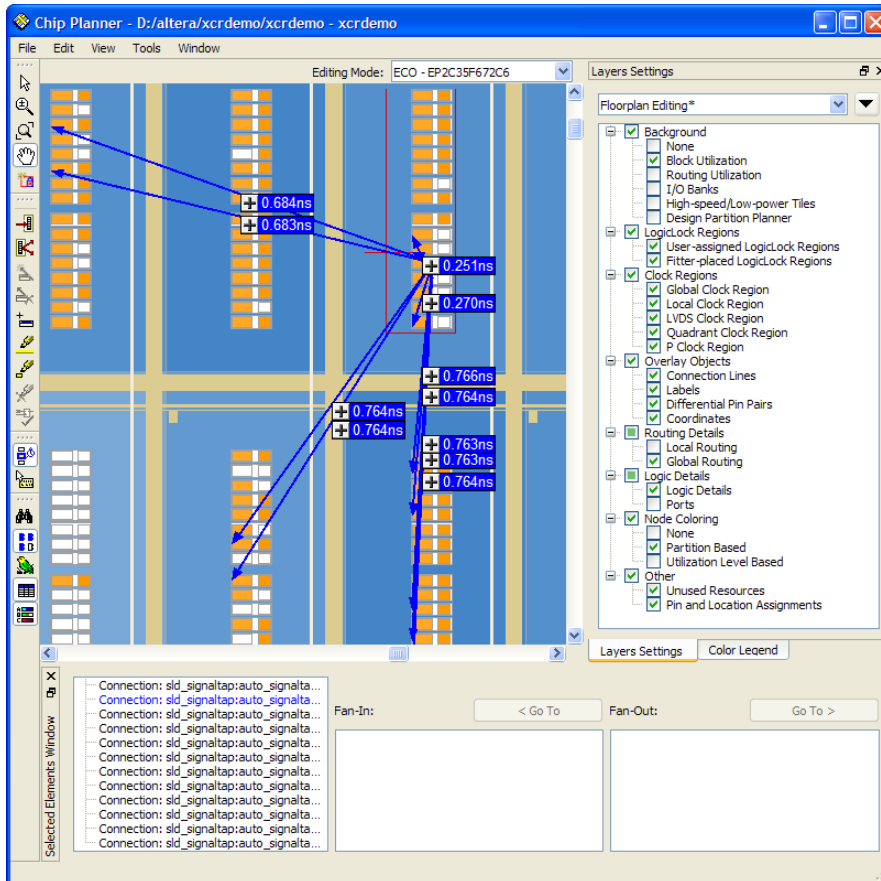 Chip Planner - D:/altera/xcrdemo/xcrdemo - xcrdemo
File Edit View Tools Window
Editing Mode: ECO - EP2C35F672C6
0.684ns
0.683ns
0.251ns
0.270ns
0.766ns
0.764ns
0.764ns
0.764ns
0.763ns
0.763ns
0.764ns
Layers Settings
Floorplan Editing*
Background
None
Block Utilization
Routing Utilization
I/O Banks
High-speed/Low-power Tiles
Design Partition Planner
LogicLock Regions
User-assigned LogicLock Regions
Fitter-placed LogicLock Regions
Clock Regions
Global Clock Region
Local Clock Region
LVDS Clock Region
Quadrant Clock Region
P Clock Region
Overlay Objects
Connection Lines
Labels
Differential Pin Pairs
Coordinates
Routing Details
Local Routing
Global Routing
Logic Details
Logic Details
Ports
Node Coloring
None
Partition Based
Utilization Level Based
Other
Unused Resources
Pin and Location Assignments
Layers Settings Color Legend
Selected Elements Window
Connection: sld_signaltap:auto_signalta...
Connection: sld_signaltap:auto_signalta...
Connection: sld_signaltap:auto_signalta...
Connection: sld_signaltap:auto_signalta...
Connection: sld_signaltap:auto_signalta...
Connection: sld_signaltap:auto_signalta...
Connection: sld_signaltap:auto_signalta...
Connection: sld_signaltap:auto_signalta...
Connection: sld_signaltap:auto_signalta...
Connection: sld_signaltap:auto_signalta...
Connection: sld_signaltap:auto_signalta...
Connection: sld_signaltap:auto_signalta...
Fan-In: < Go To
Fan-Out: Go To >